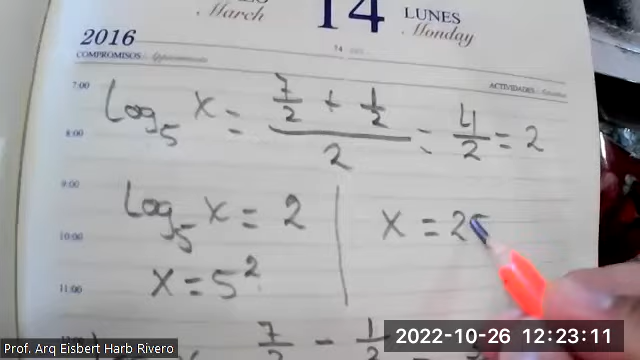 March 14 LUNES
Monday
2016
COMPROMISOS
ACTIVIDADES
7:00 Log₅ x = (7/2 + 1/2)/2 = 4/2 = 2
8:00
9:00 Log₅ x = 2 | x = 25
10:00
11:00 x = 5²
7/2 - 1/2
Prof. Arq Eisbert Harb Rivero
2022-10-26 12:23:11